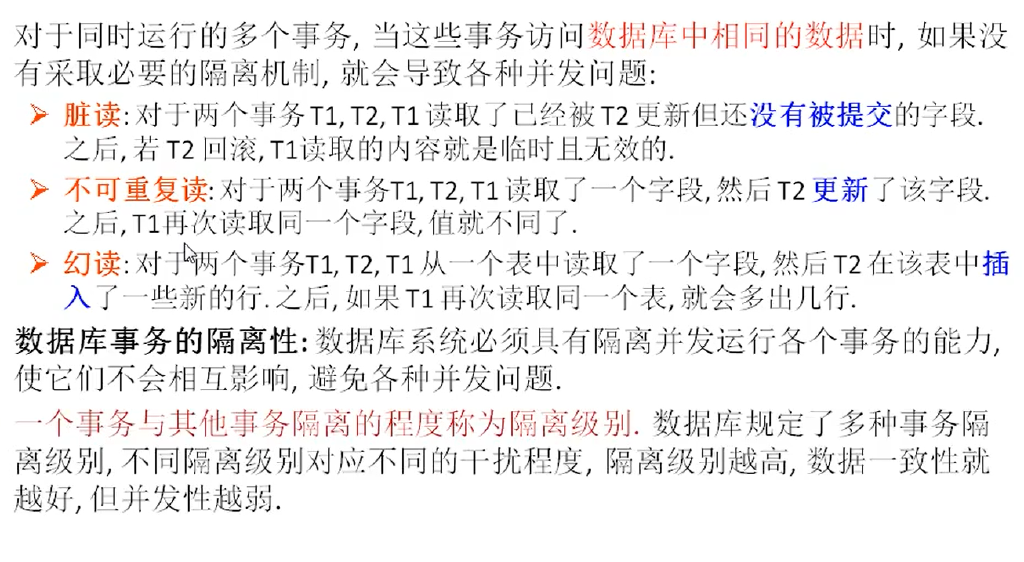 对于同时运行的多个事务, 当这些事务访问数据库中相同的数据时, 如果没
有采取必要的隔离机制, 就会导致各种并发问题:
➢ 脏读: 对于两个事务 T1, T2, T1 读取了已经被 T2 更新但还没有被提交的字段.
之后, 若 T2 回滚, T1读取的内容就是临时且无效的.
➢ 不可重复读: 对于两个事务T1, T2, T1 读取了一个字段, 然后 T2 更新了该字段.
之后, T1再次读取同一个字段, 值就不同了.
➢ 幻读: 对于两个事务T1, T2, T1 从一个表中读取了一个字段, 然后 T2 在该表中插
入了一些新的行. 之后, 如果 T1 再次读取同一个表, 就会多出几行.
数据库事务的隔离性: 数据库系统必须具有隔离并发运行各个事务的能力,
使它们不会相互影响, 避免各种并发问题.
一个事务与其他事务隔离的程度称为隔离级别. 数据库规定了多种事务隔
离级别, 不同隔离级别对应不同的干扰程度, 隔离级别越高, 数据一致性就
越好, 但并发性越弱.